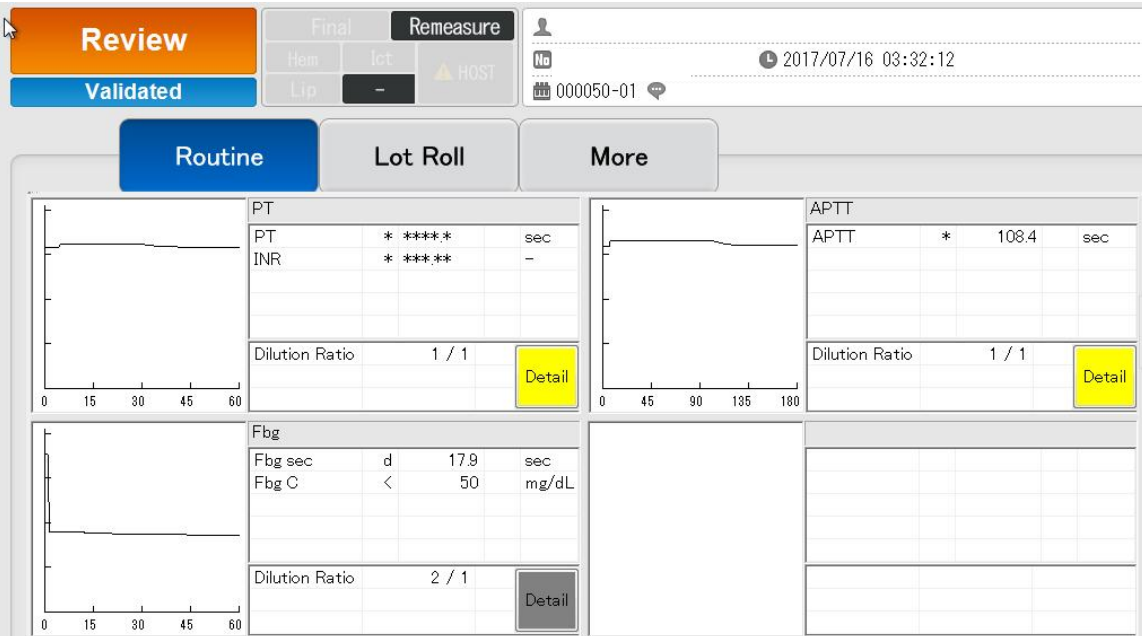 Review
Validated
Final Remeasure
Hem Ict
HOST
Lip -
No
2017/07/16 03:32:12
000050-01
Routine Lot Roll More
PT
PT * ****.* sec
INR * ***.** -
Dilution Ratio 1 / 1
Detail
0 15 30 45 60
APTT
APTT * 108.4 sec
Dilution Ratio 1 / 1
Detail
0 45 90 135 180
Fbg
Fbg sec d 17.9 sec
Fbg C < 50 mg/dL
Dilution Ratio 2 / 1
Detail
0 15 30 45 60